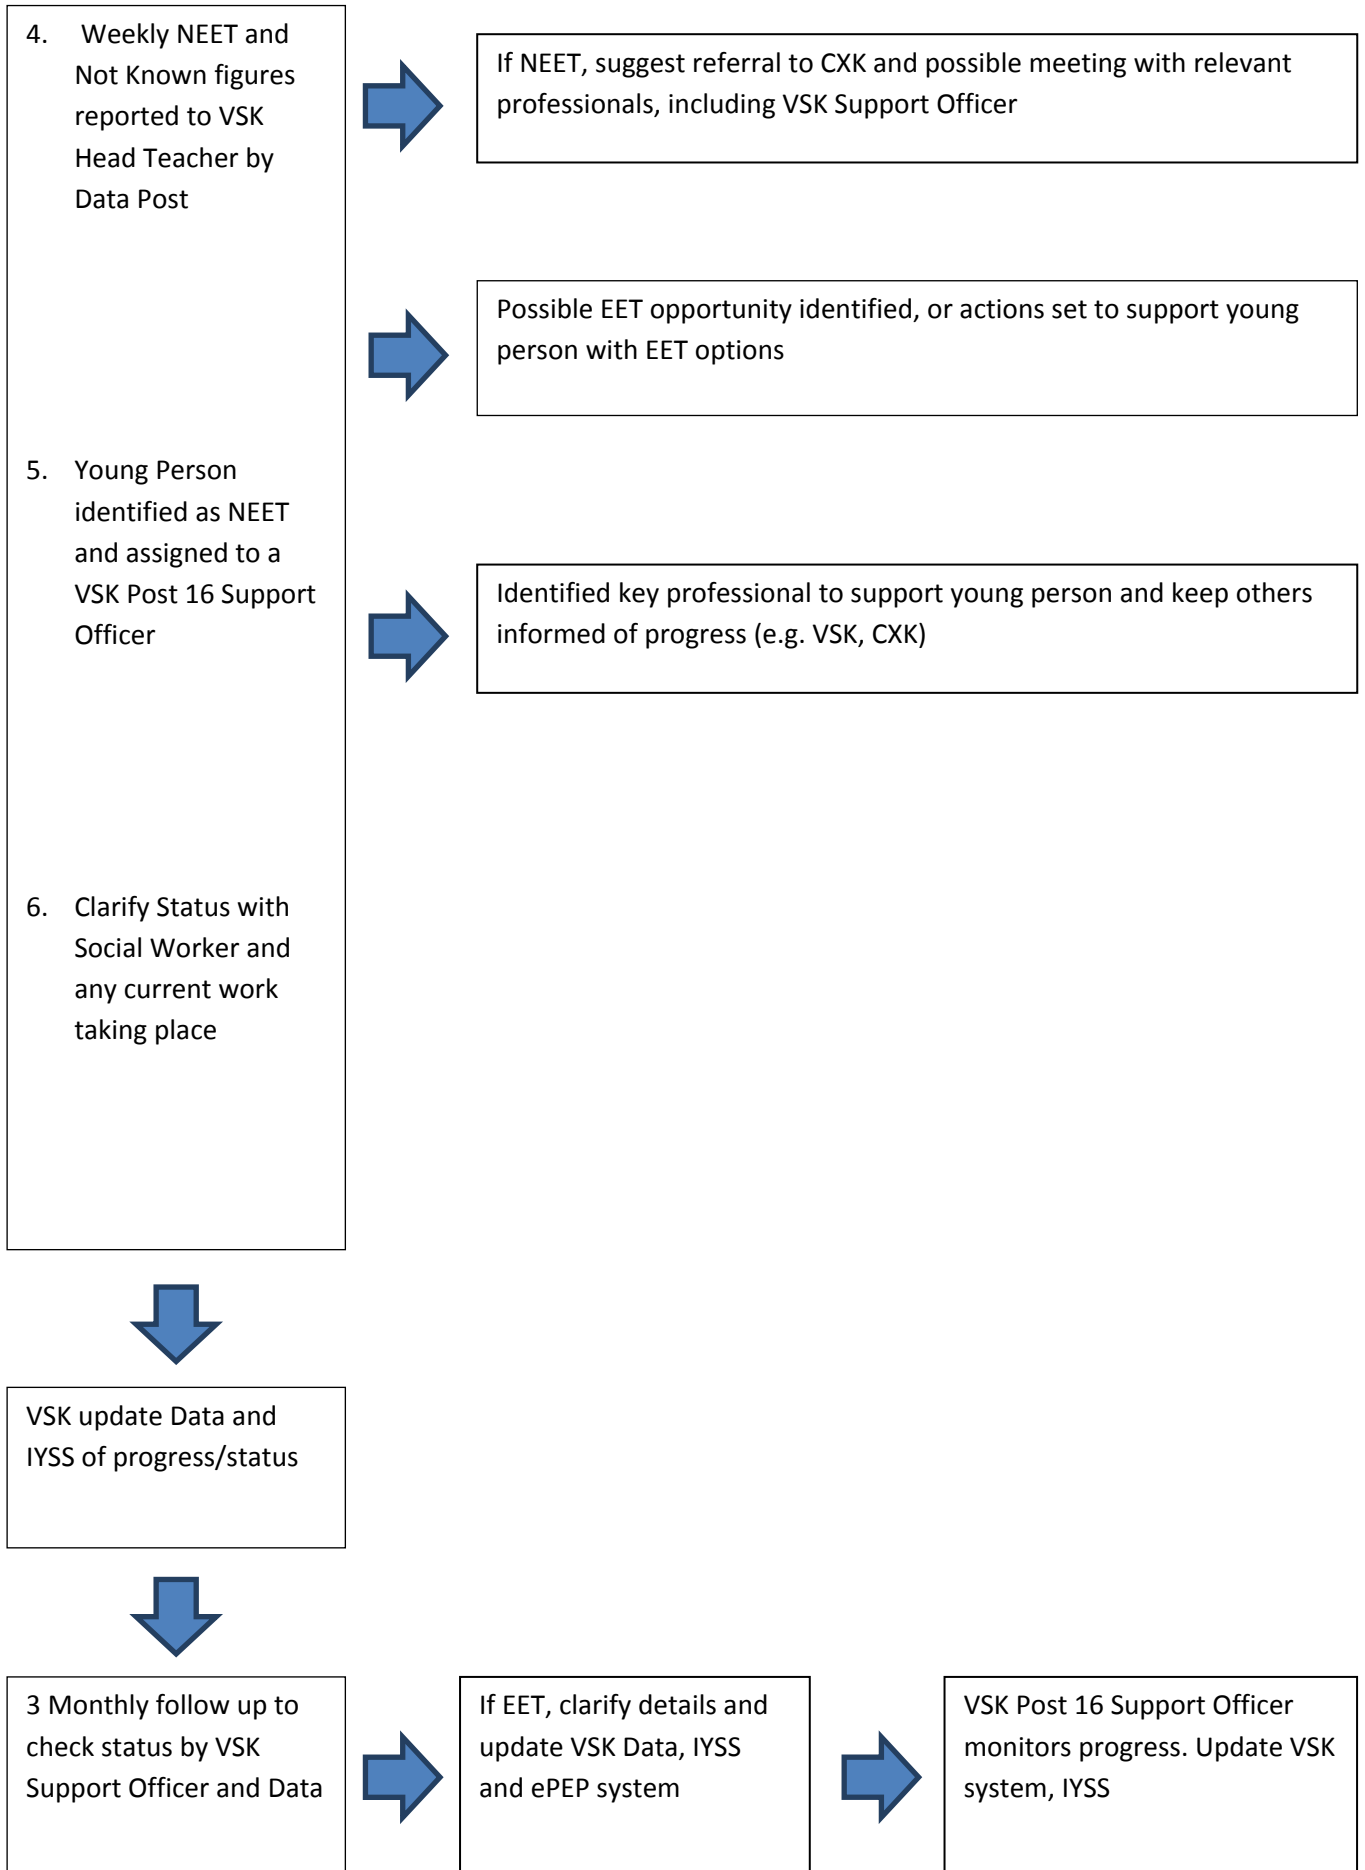 4. Weekly NEET and
Not Known figures
reported to VSK
Head Teacher by
Data Post
If NEET, suggest referral to CXK and possible meeting with relevant
professionals, including VSK Support Officer
Possible EET opportunity identified, or actions set to support young
person with EET options
5. Young Person
identified as NEET
and assigned to a
VSK Post 16 Support
Officer
Identified key professional to support young person and keep others
informed of progress (e.g. VSK, CXK)
6. Clarify Status with
Social Worker and
any current work
taking place
VSK update Data and
IYSS of progress/status
3 Monthly follow up to
check status by VSK
Support Officer and Data
If EET, clarify details and
update VSK Data, IYSS
and ePEP system
VSK Post 16 Support Officer
monitors progress. Update VSK
system, IYSS